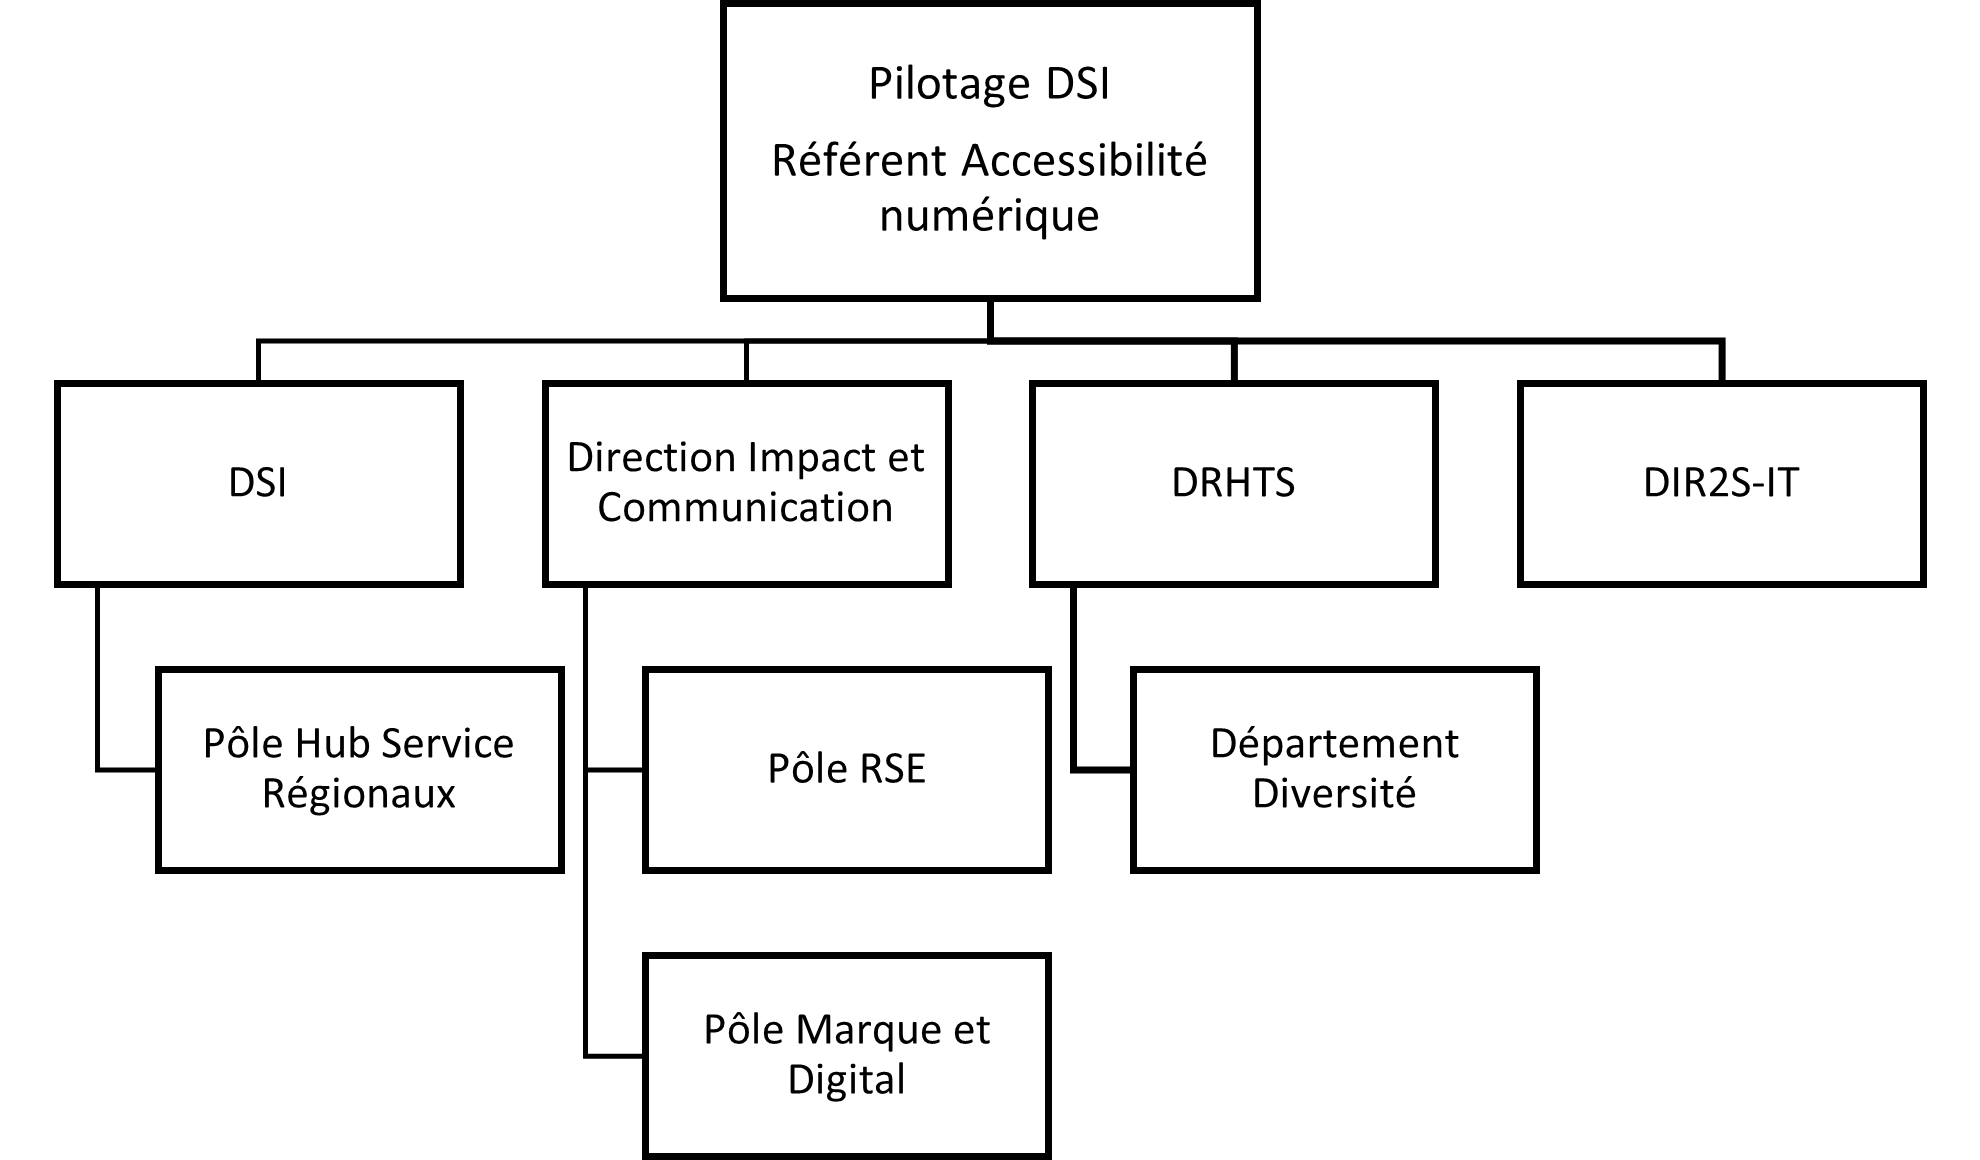 Pilotage DSI
Référent Accessibilité
numérique
DSI
Direction Impact et
Communication
DRHTS
DIR2S-IT
Pôle Hub Service
Régionaux
Pôle RSE
Département
Diversité
Pôle Marque et
Digital